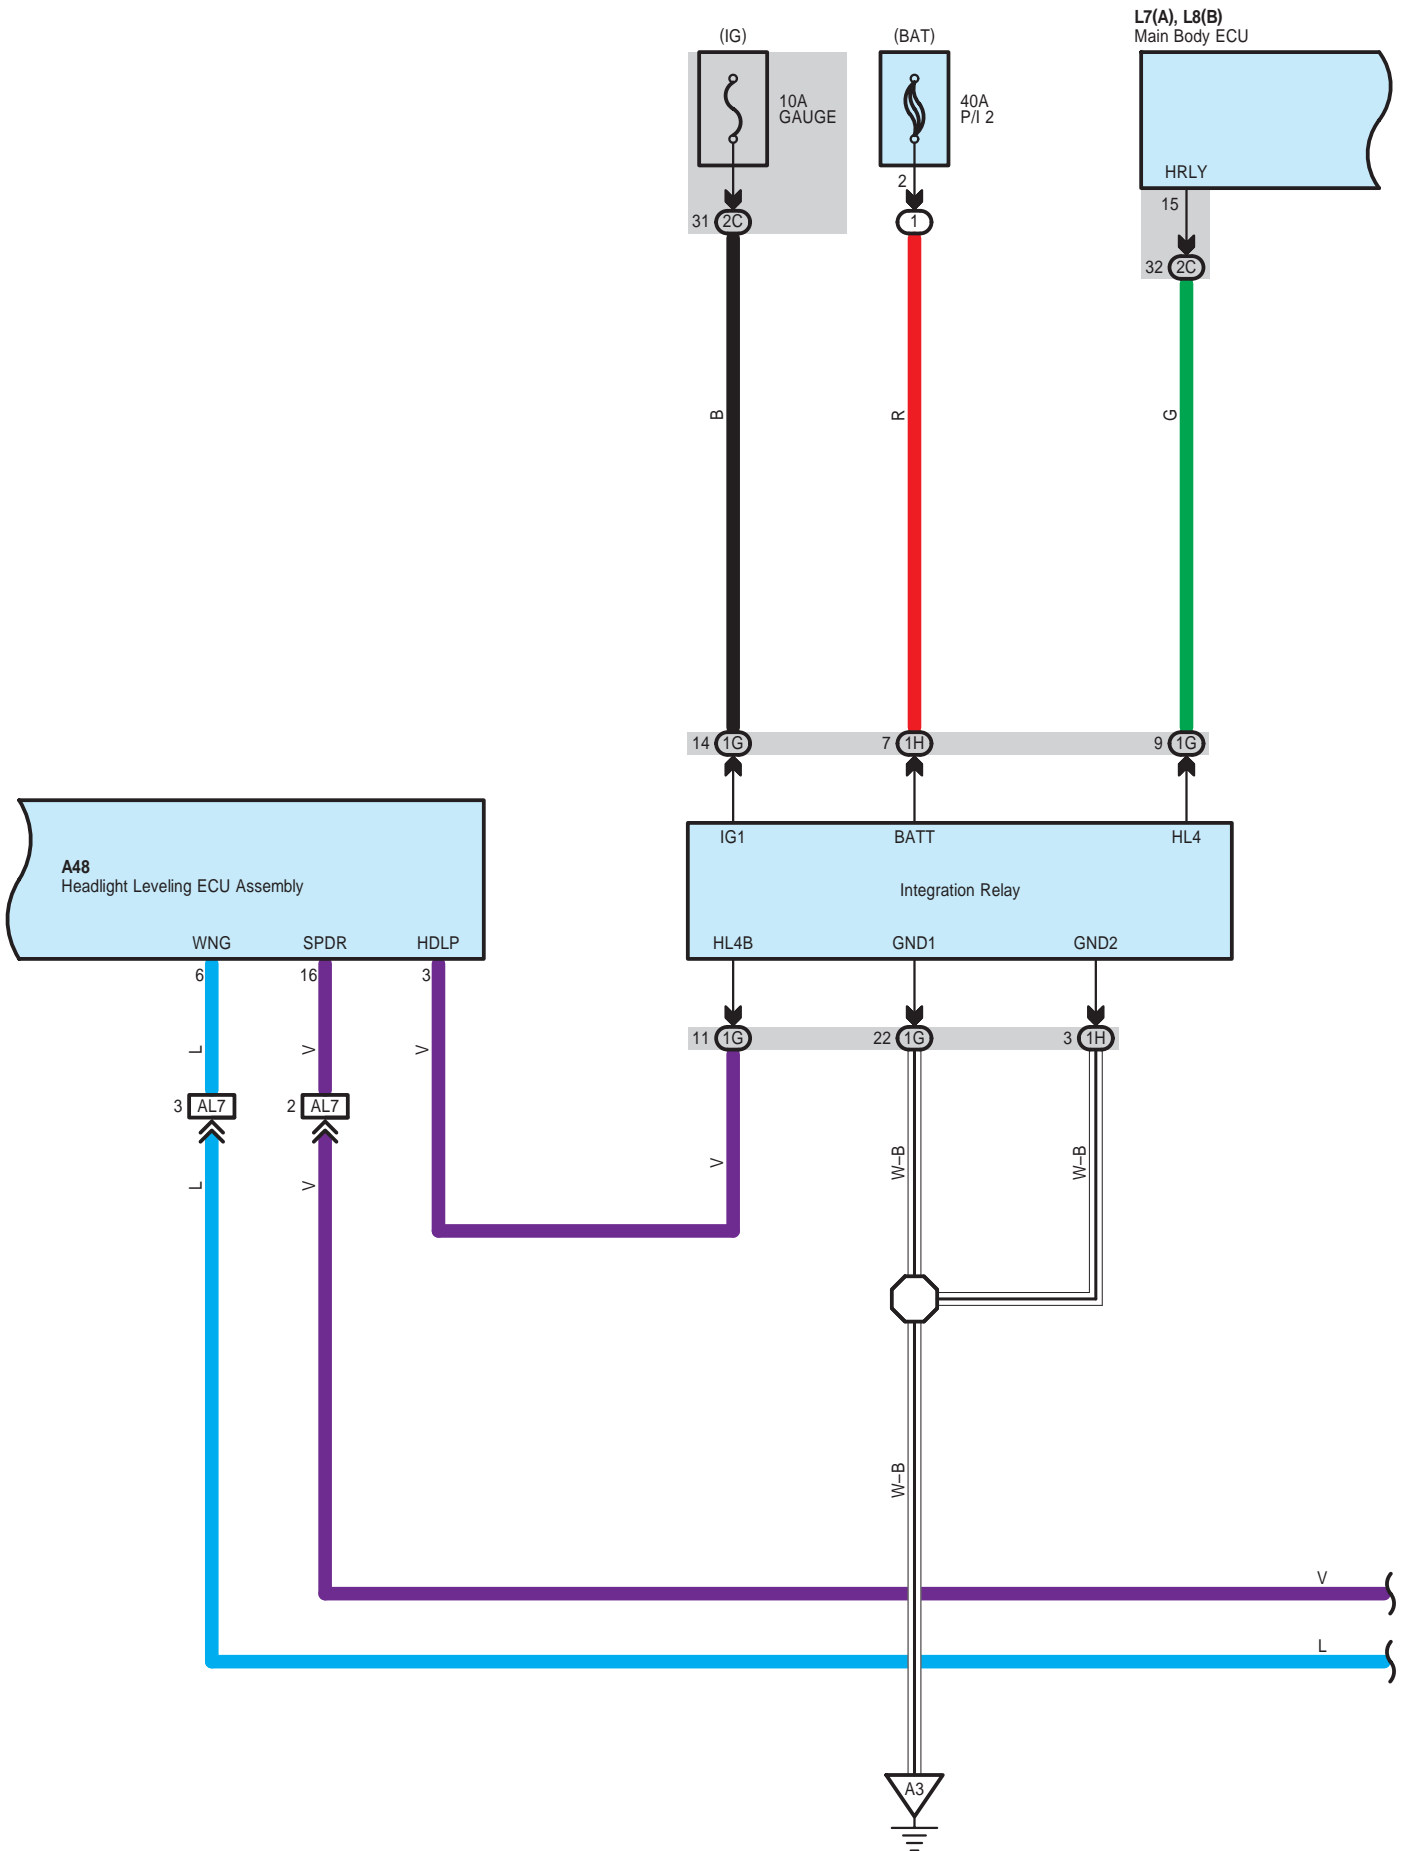 L7(A), L8(B)
Main Body ECU
(IG)
(BAT)
10A
GAUGE
40A
P/I 2
HRLY
2
15
31 2C
1
32 2C
B
R
G
14 1G
7 1H
9 1G
IG1
BATT
HL4
A48
Headlight Leveling ECU Assembly
Integration Relay
WNG
SPDR
HDLP
HL4B
GND1
GND2
6
16
3
11 1G
22 1G
3 1H
L
V
V
3 AL7
2 AL7
V
W–B
W–B
L
V
W–B
V
L
A3